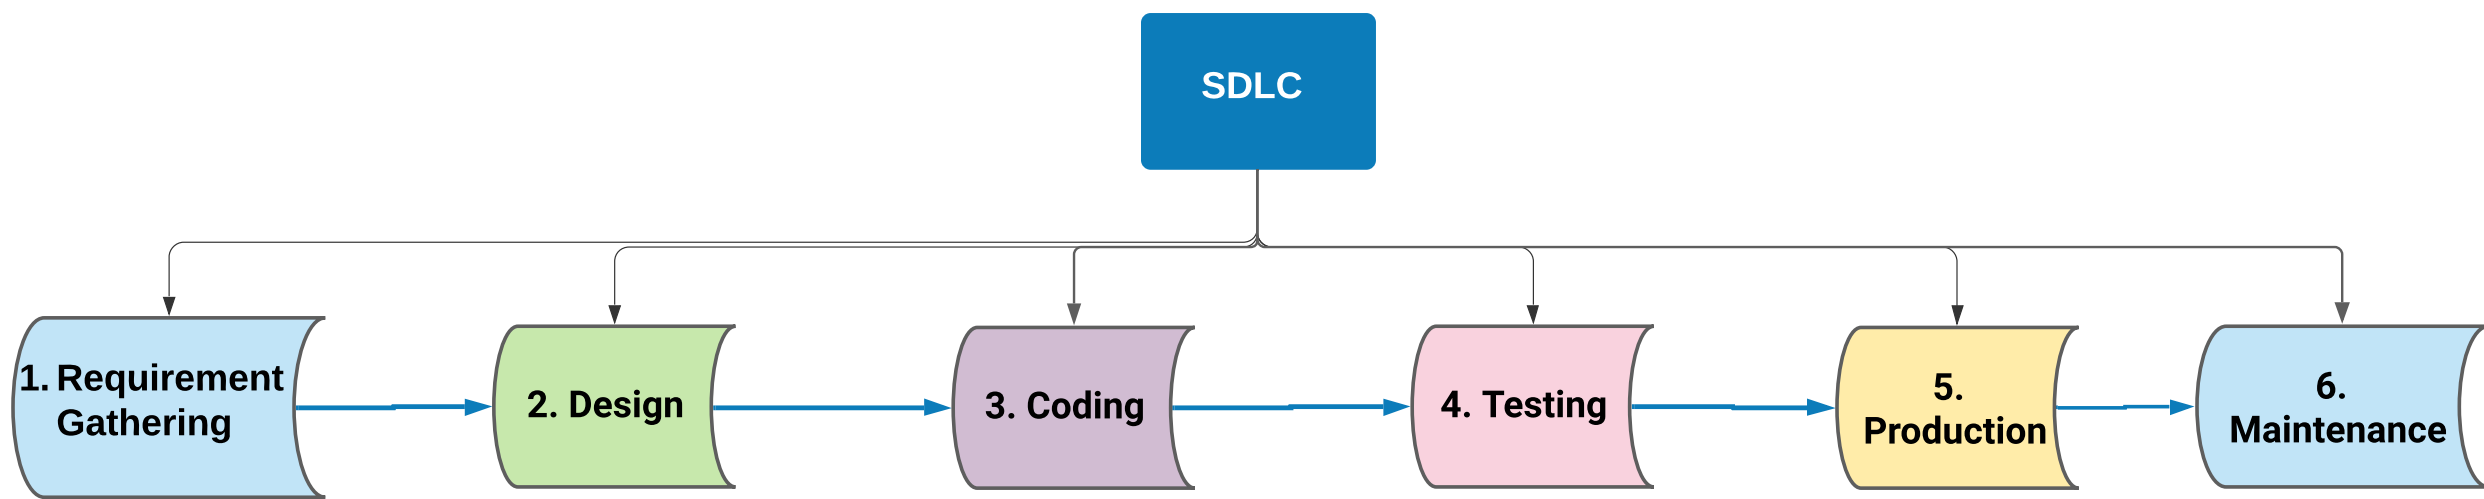 SDLC
1. Requirement
Gathering
2. Design
3. Coding
4. Testing
5.
Production
6.
Maintenance